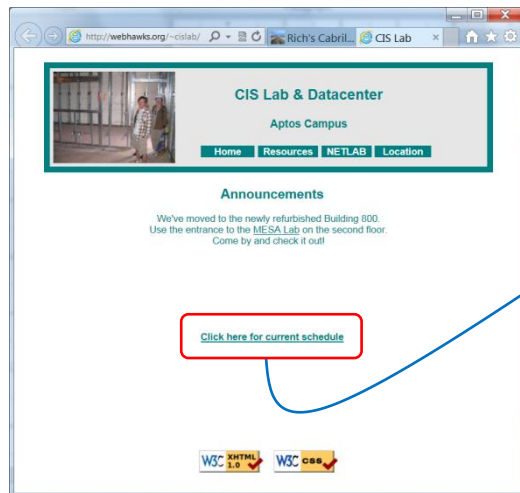 http://webhawks.org/~cislab/
Rich's Cabril...
CIS Lab
CIS Lab & Datacenter
Aptos Campus
Home Resources NETLAB Location
Announcements
We've moved to the newly refurbished Building 800.
Use the entrance to the MESA Lab on the second floor.
Come by and check it out!
Click here for current schedule
W3C XHTML 1.0
W3C css